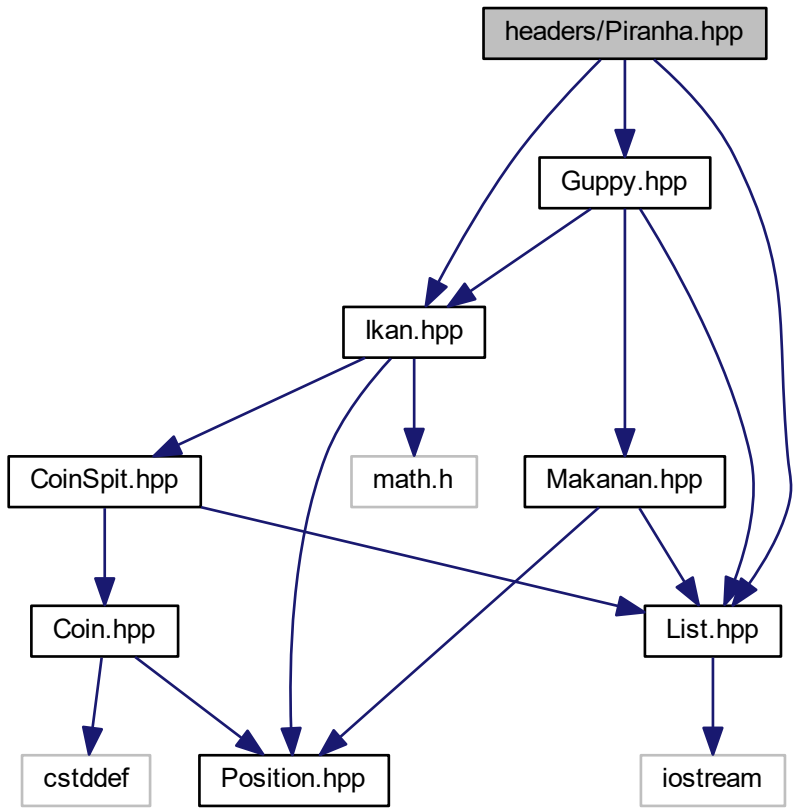 headers/Piranha.hpp
Guppy.hpp
Ikan.hpp
CoinSpit.hpp
math.h
Makanan.hpp
Coin.hpp
List.hpp
cstddef
Position.hpp
iostream